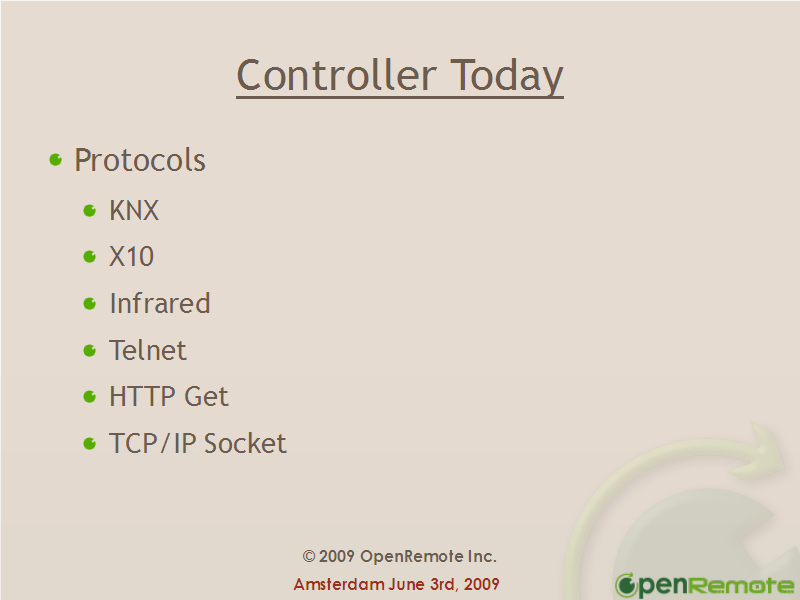 Controller Today
Protocols
KNX
X10
Infrared
Telnet
HTTP Get
TCP/IP Socket
© 2009 OpenRemote Inc.
Amsterdam June 3rd, 2009
OpenRemote